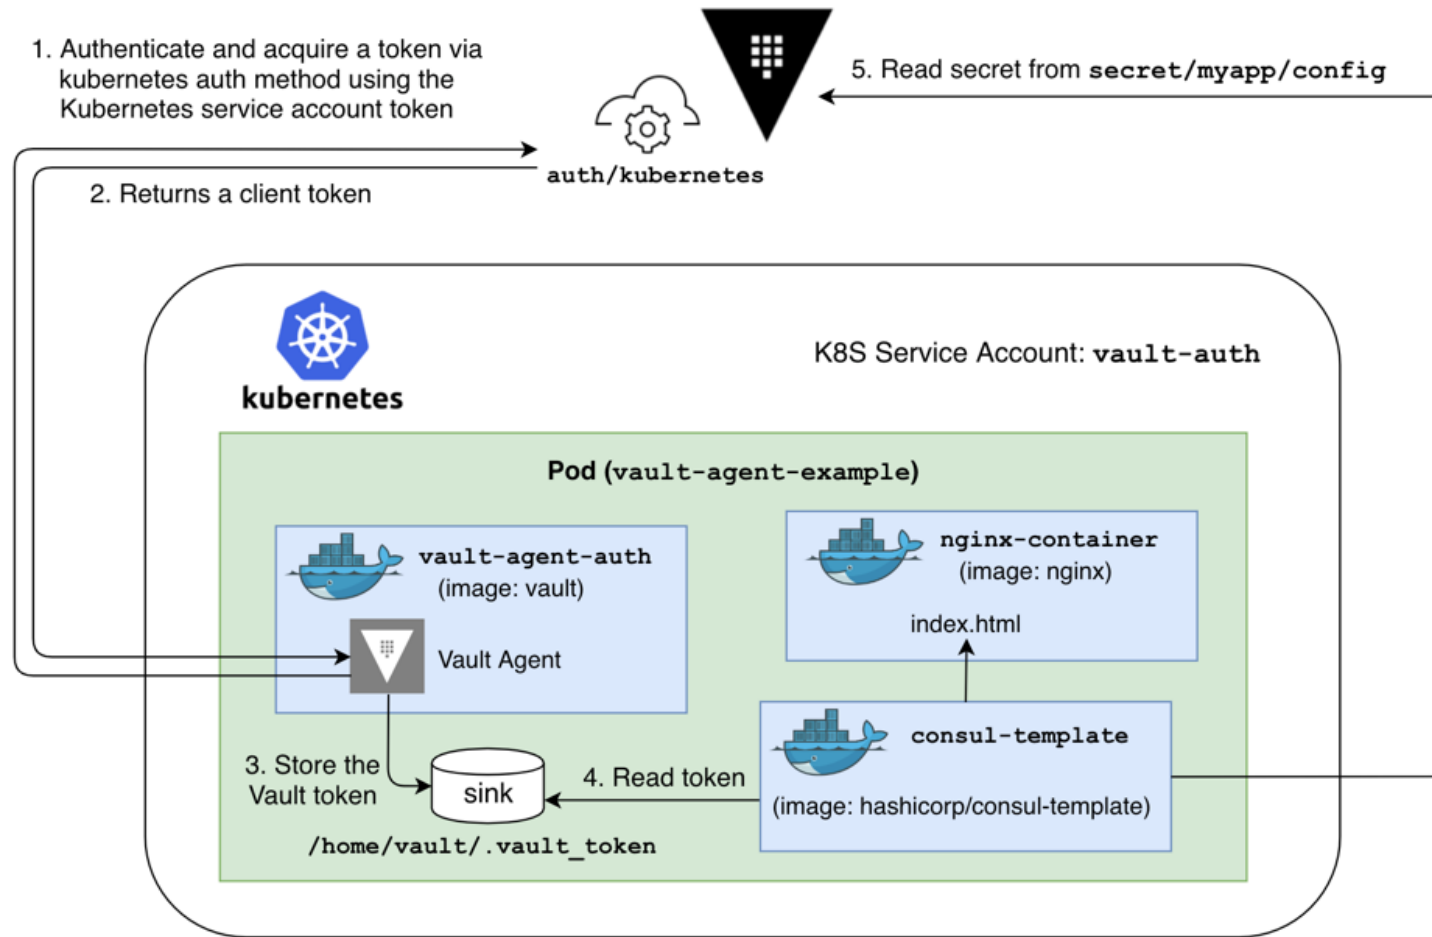 1. Authenticate and acquire a token via
kubernetes auth method using the
Kubernetes service account token
5. Read secret from secret/myapp/config
auth/kubernetes
2. Returns a client token
kubernetes
K8S Service Account: vault-auth
Pod (vault-agent-example)
vault-agent-auth
(image: vault)
Vault Agent
nginx-container
(image: nginx)
index.html
3. Store the
Vault token
sink
/home/vault/.vault_token
4. Read token
consul-template
(image: hashicorp/consul-template)